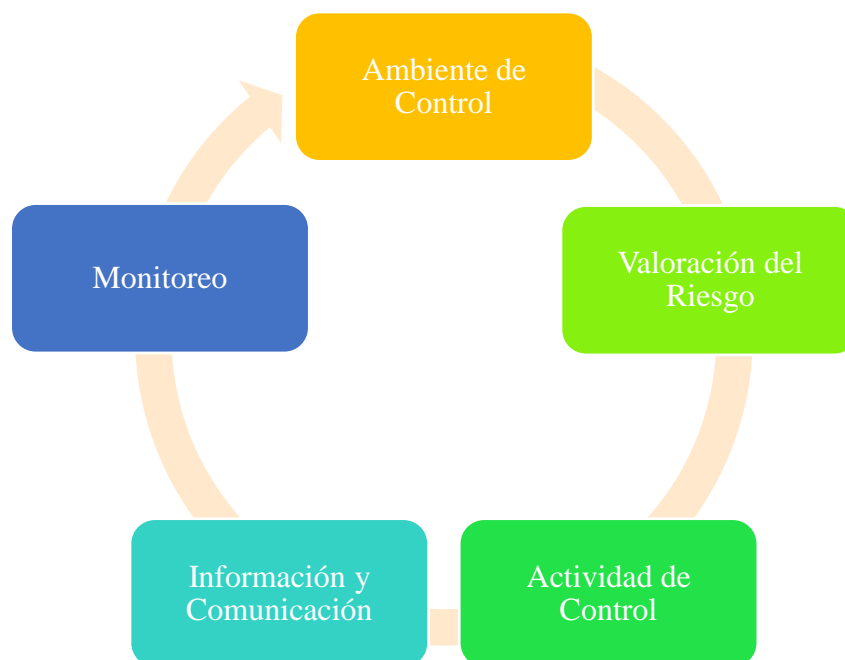 Ambiente de
Control
Valoración del
Riesgo
Actividad de
Control
Información y
Comunicación
Monitoreo